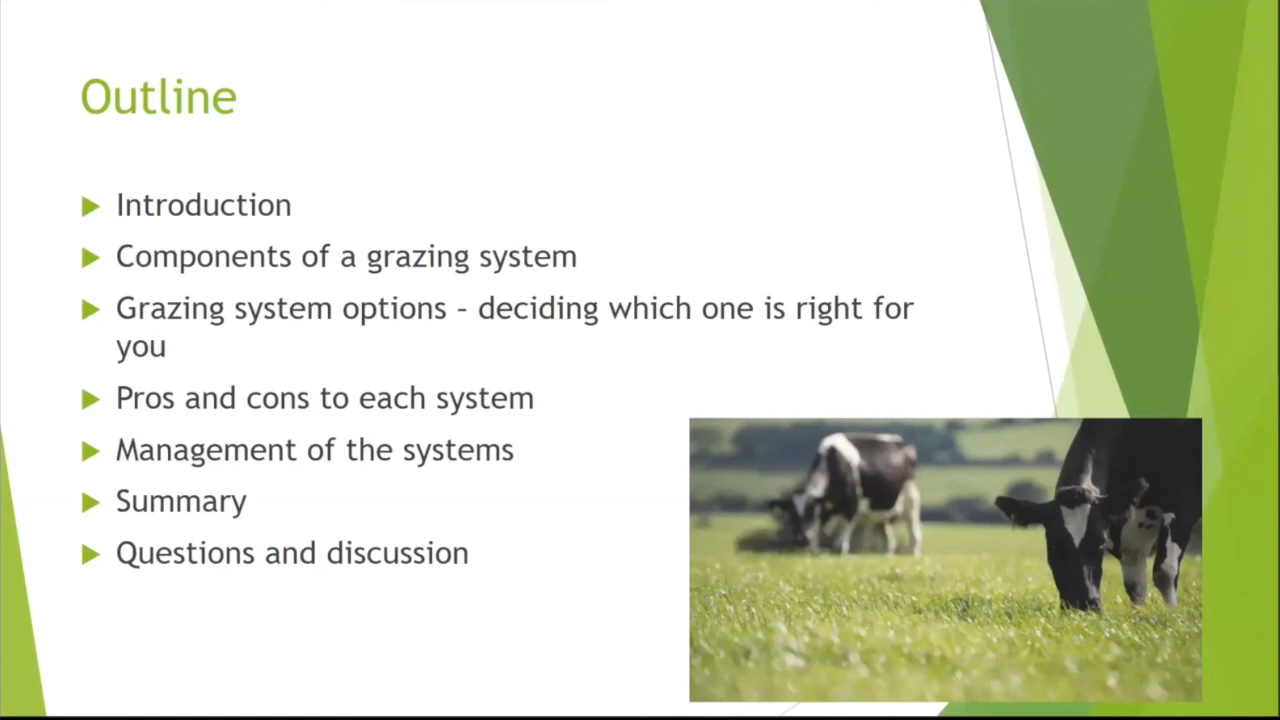 Outline
Introduction
Components of a grazing system
Grazing system options – deciding which one is right for
you
Pros and cons to each system
Management of the systems
Summary
Questions and discussion